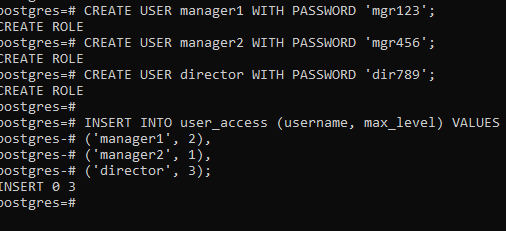 postgres=# CREATE USER manager1 WITH PASSWORD 'mgr123';
CREATE ROLE
postgres=# CREATE USER manager2 WITH PASSWORD 'mgr456';
CREATE ROLE
postgres=# CREATE USER director WITH PASSWORD 'dir789';
CREATE ROLE
postgres=#
postgres=# INSERT INTO user_access (username, max_level) VALUES
postgres-# ('manager1', 2),
postgres-# ('manager2', 1),
postgres-# ('director', 3);
INSERT 0 3
postgres=#